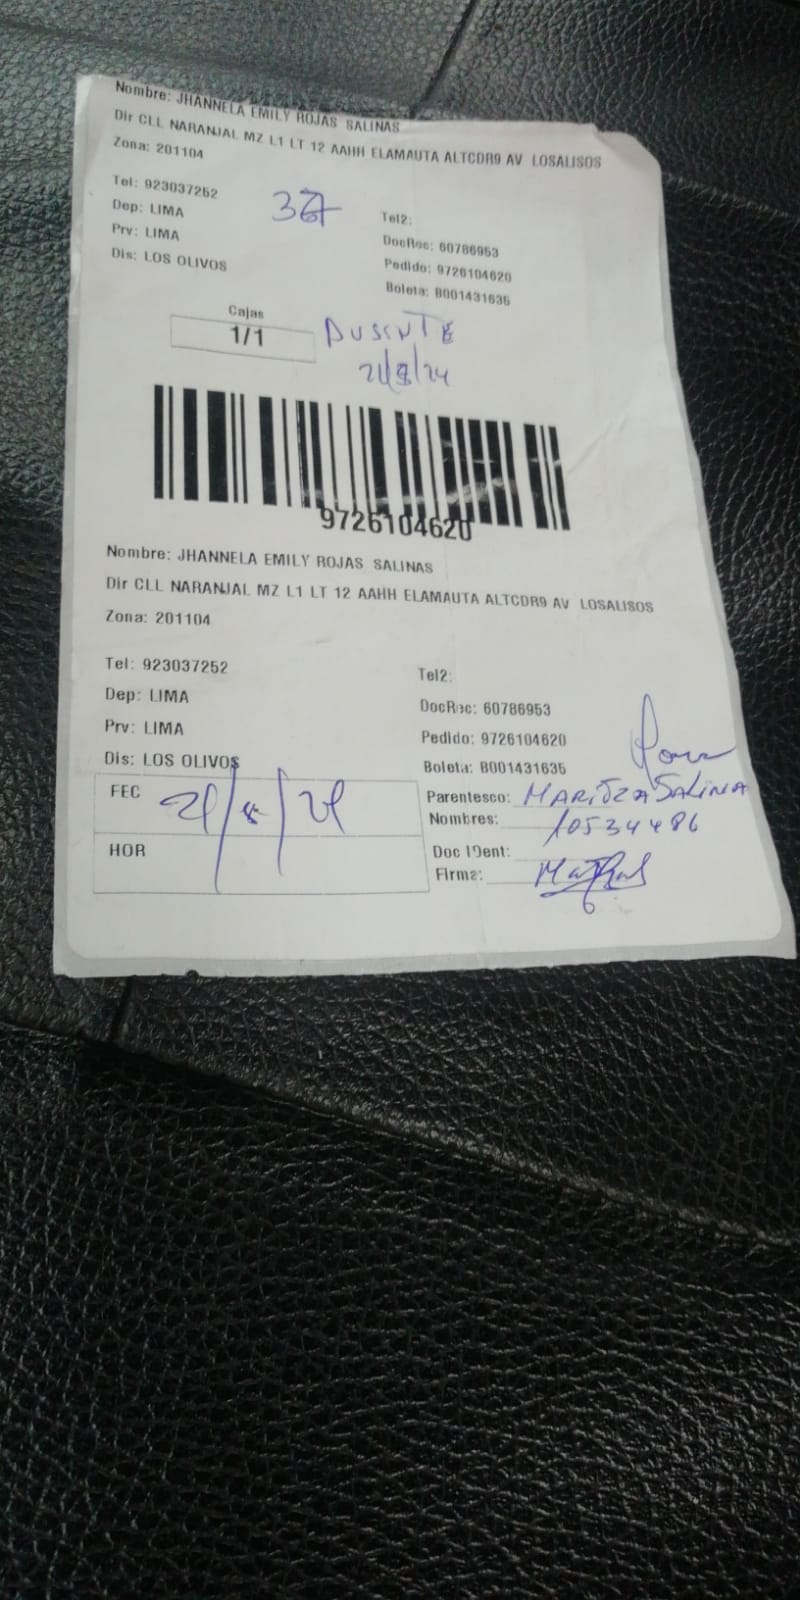 Nombre: JHANNELA EMILY ROJAS SALINAS
Dir CLL NARANJAL MZ L1 LT 12 AAHH ELAMAUTA ALTCDR9 AV LOSALISOS
Zona: 201104
Tel: 923037252
Tel2:
Dep: LIMA
DocRec: 60786953
Prv: LIMA
Pedido: 9726104620
Dis: LOS OLIVOS
Boleta: B001431635
Cajas
1/1
AUSENTE
21/8/24
9726104620
Nombre: JHANNELA EMILY ROJAS SALINAS
Dir CLL NARANJAL MZ L1 LT 12 AAHH ELAMAUTA ALTCDR9 AV LOSALISOS
Zona: 201104
Tel: 923037252
Tel2:
Dep: LIMA
DocRec: 60786953
Prv: LIMA
Pedido: 9726104620
Dis: LOS OLIVOS
Boleta: B001431635
FEC
Parentesco: MARITZA SALINA
Nombres: 10534486
HOR
Doc IDent:
Firma: